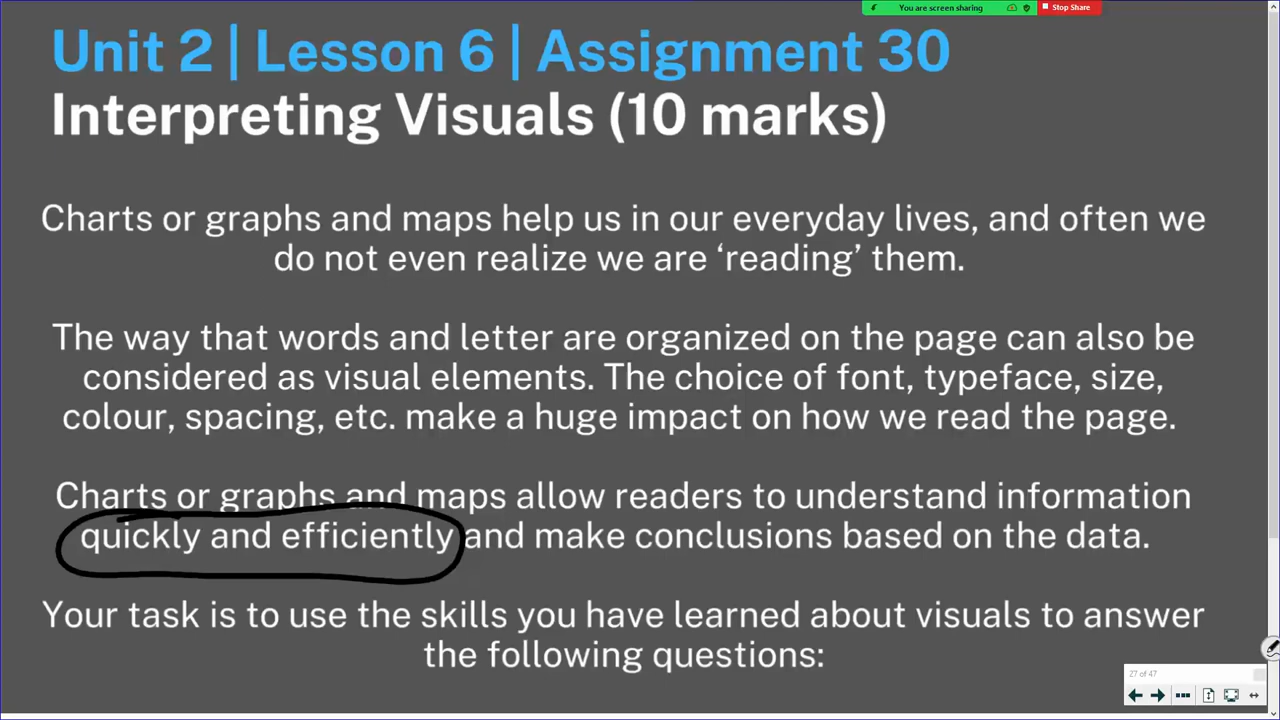 You are screen sharing
Stop Share
Unit 2 | Lesson 6 | Assignment 30
Interpreting Visuals (10 marks)
Charts or graphs and maps help us in our everyday lives, and often we
do not even realize we are ‘reading’ them.
The way that words and letter are organized on the page can also be
considered as visual elements. The choice of font, typeface, size,
colour, spacing, etc. make a huge impact on how we read the page.
Charts or graphs and maps allow readers to understand information
quickly and efficiently and make conclusions based on the data.
Your task is to use the skills you have learned about visuals to answer
the following questions:
27 of 47